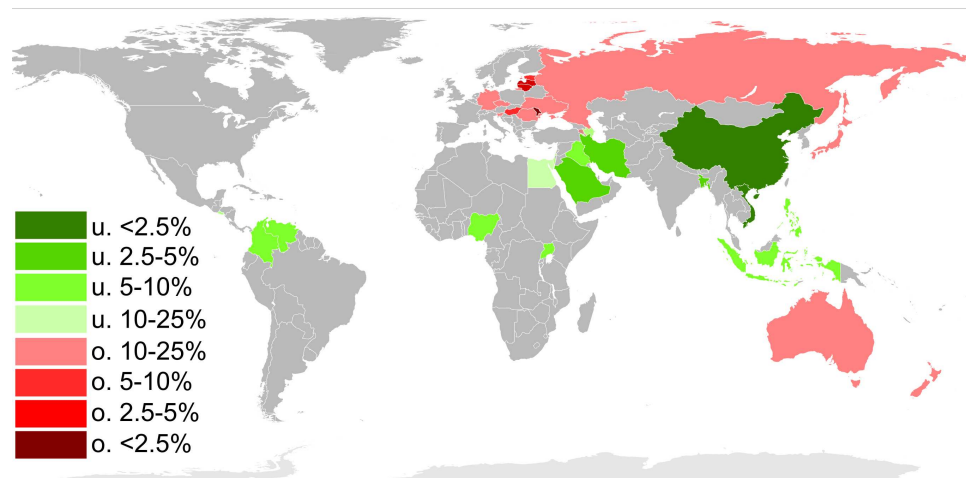 u. <2.5%
u. 2.5-5%
u. 5-10%
u. 10-25%
o. 10-25%
o. 5-10%
o. 2.5-5%
o. <2.5%